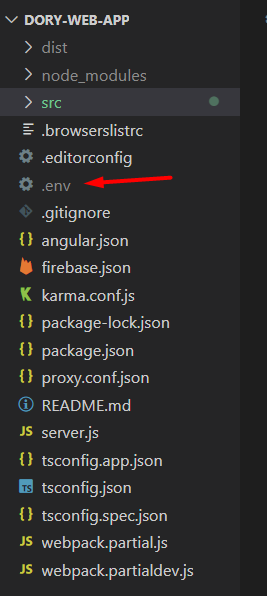 DORY-WEB-APP
dist
node_modules
src
.browserslistrc
.editorconfig
.env
.gitignore
angular.json
firebase.json
karma.conf.js
package-lock.json
package.json
proxy.conf.json
README.md
JS server.js
tsconfig.app.json
TS tsconfig.json
tsconfig.spec.json
JS webpack.partial.js
JS webpack.partialdev.js